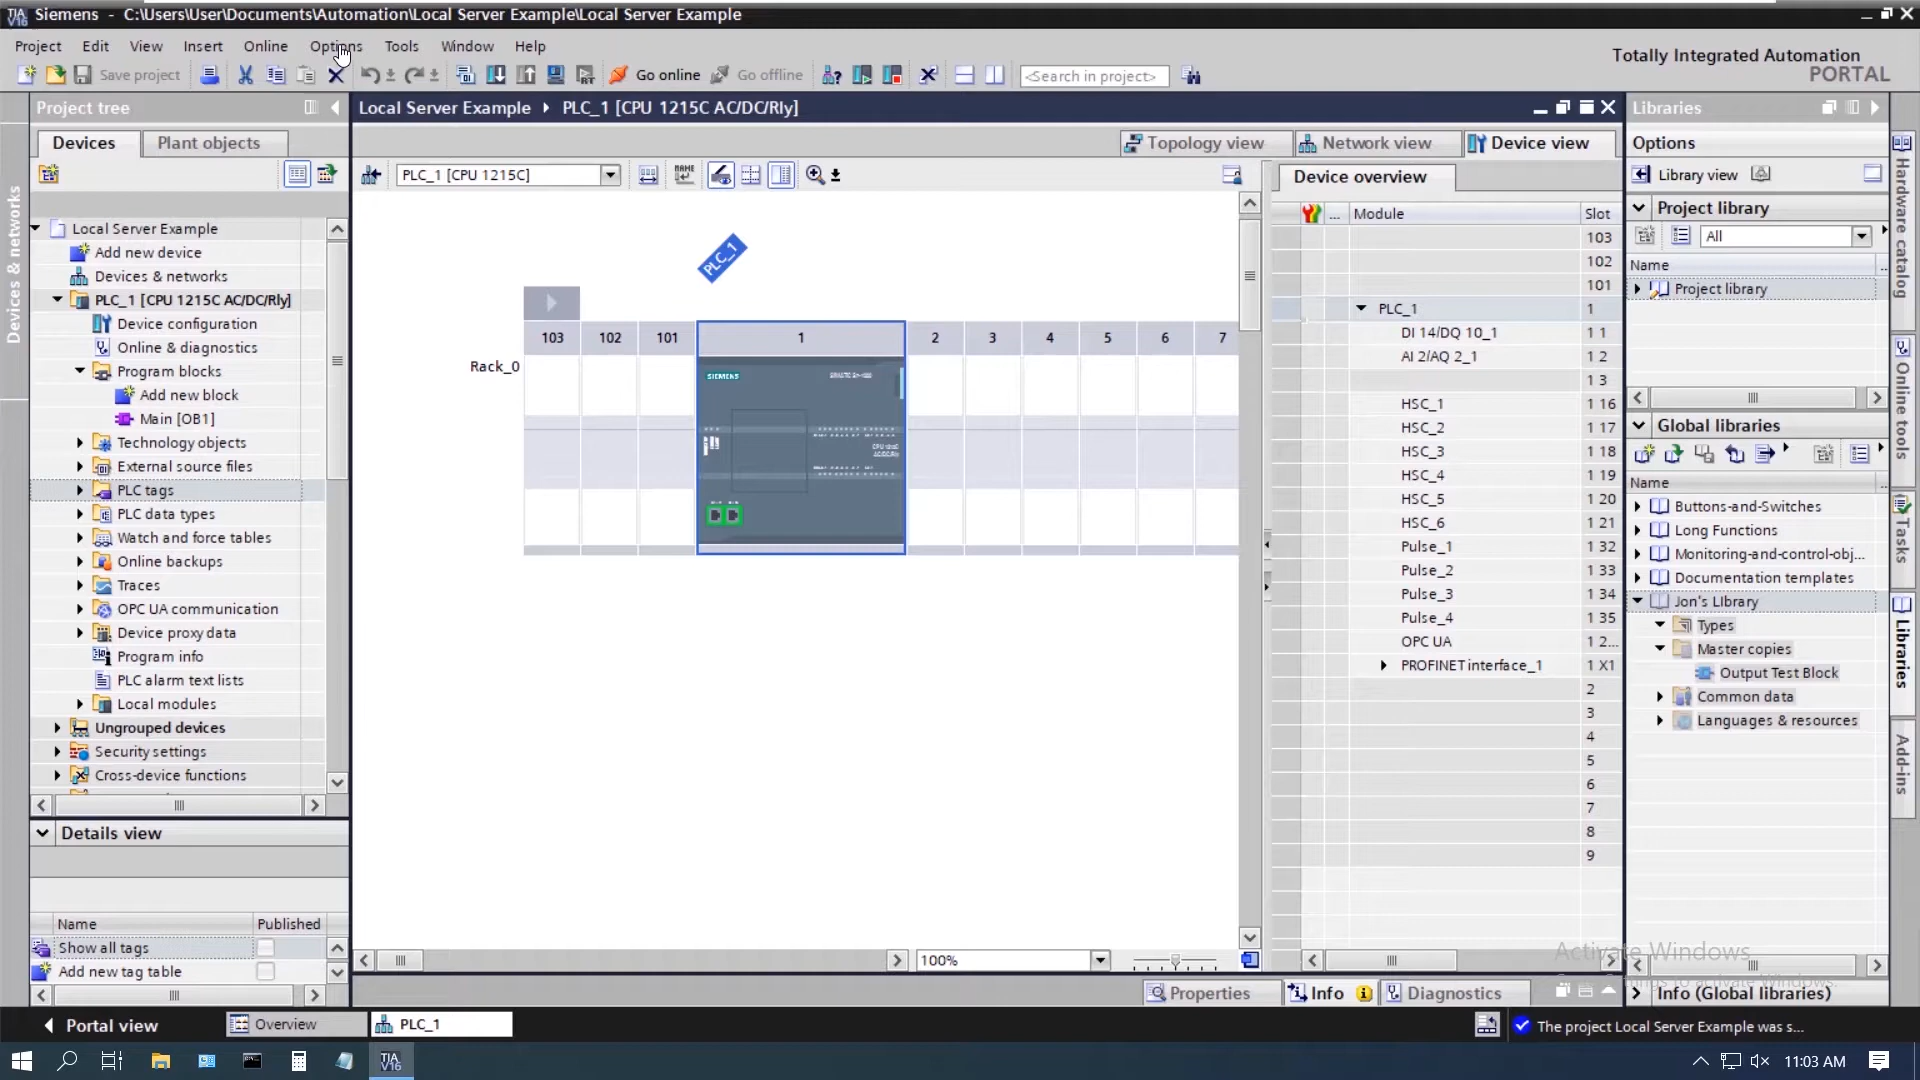 Siemens - C:\Users\User\Documents\Automation\Local Server Example\Local Server Example
Project Edit View Insert Online Options Tools Window Help
Totally Integrated Automation
PORTAL
Save project
Go online
Go offline
<Search in project>
Project tree
Local Server Example
PLC_1 [CPU 1215C AC/DC/Rly]
Libraries
Devices
Plant objects
Topology view
Network view
Device view
Options
PLC_1 [CPU 1215C]
NAME
Device overview
Library view
Devices & networks
Local Server Example
Add new device
Devices & networks
PLC_1 [CPU 1215C AC/DC/Rly]
Device configuration
Online & diagnostics
Program blocks
Add new block
Main [OB1]
Technology objects
External source files
PLC tags
PLC data types
Watch and force tables
Online backups
Traces
OPC UA communication
Device proxy data
Program info
PLC alarm text lists
Local modules
Ungrouped devices
Security settings
Cross-device functions
Details view
Name Published
Show all tags
Add new tag table
PLC_1
103 102 101 1 2 3 4 5 6 7
Rack_0
SIEMENS
100%
... Module Slot
103
102
101
PLC_1 1
DI 14/DQ 10_1 1 1
AI 2/AQ 2_1 1 2
1 3
HSC_1 1 16
HSC_2 1 17
HSC_3 1 18
HSC_4 1 19
HSC_5 1 20
HSC_6 1 21
Pulse_1 1 32
Pulse_2 1 33
Pulse_3 1 34
Pulse_4 1 35
OPC UA 1 2...
PROFINET interface_1 1 X1
2
3
4
5
6
7
8
9
Project library
All
Name
Project library
Global libraries
Name
Buttons-and-Switches
Long Functions
Monitoring-and-control-obj...
Documentation templates
Jon's LIbrary
Types
Master copies
Output Test Block
Common data
Languages & resources
Info (Global libraries)
Hardware catalog
Online tools
Tasks
Libraries
Add-ins
Activate Windows
Properties
Info
Diagnostics
Portal view
Overview
PLC_1
The project Local Server Example was s...
TIA
V16
11:03 AM